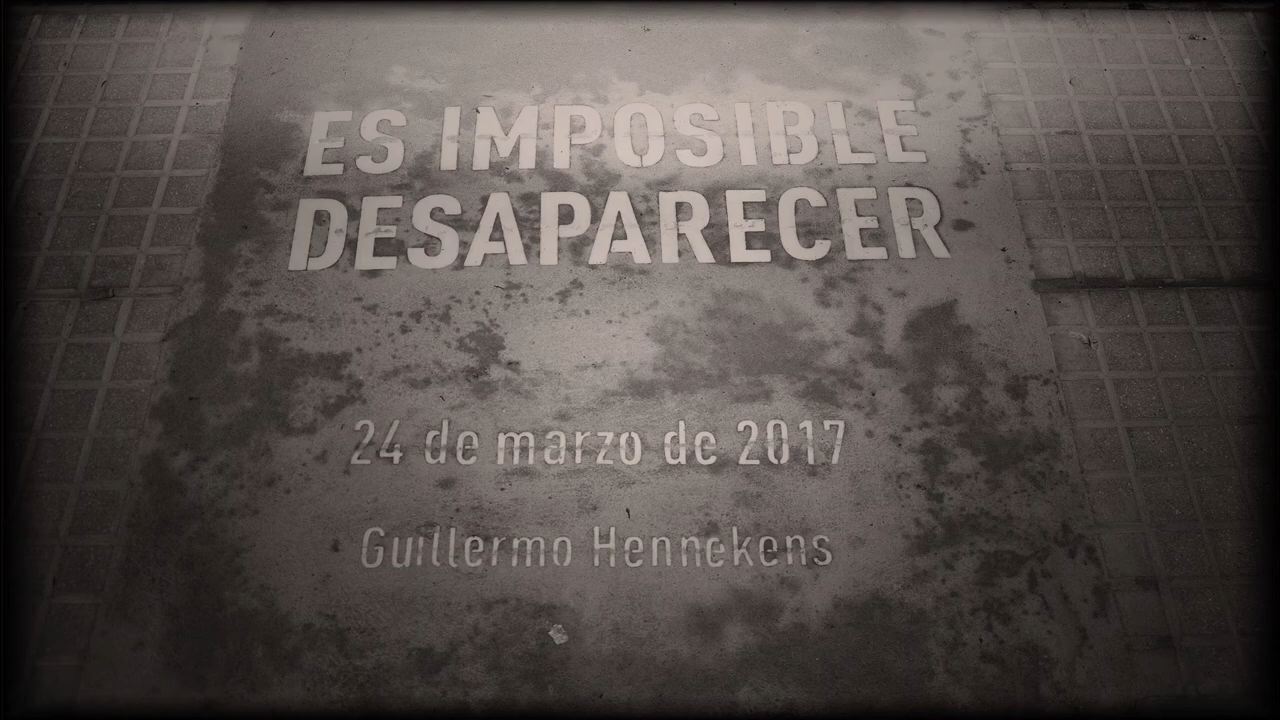 ES IMPOSIBLE
DESAPARECER
24 de marzo de 2017
Guillermo Hennekens